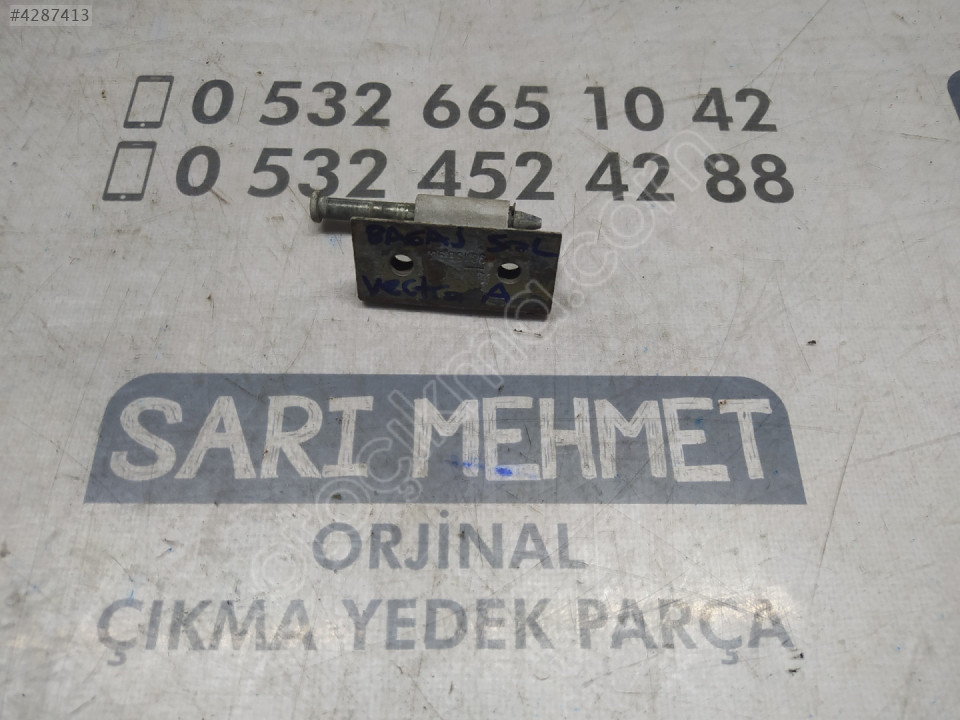 #4287413
0 532 665 10 42
0 532 452 42 88
BAGAJ SOL
Vectra A
SARI MEHMET
ORJİNAL
ÇIKMA YEDEK PARÇA